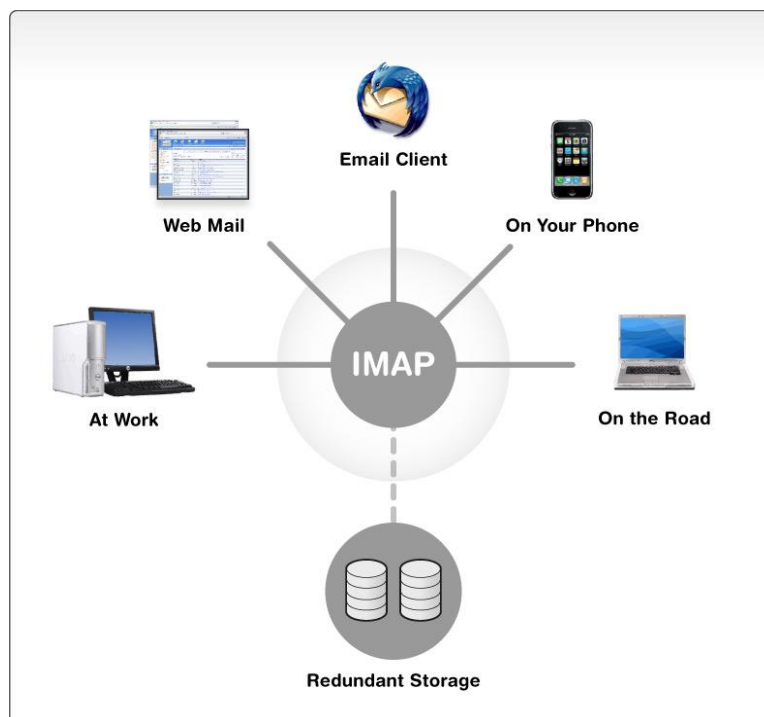 Email Client
Web Mail
On Your Phone
IMAP
At Work
On the Road
Redundant Storage